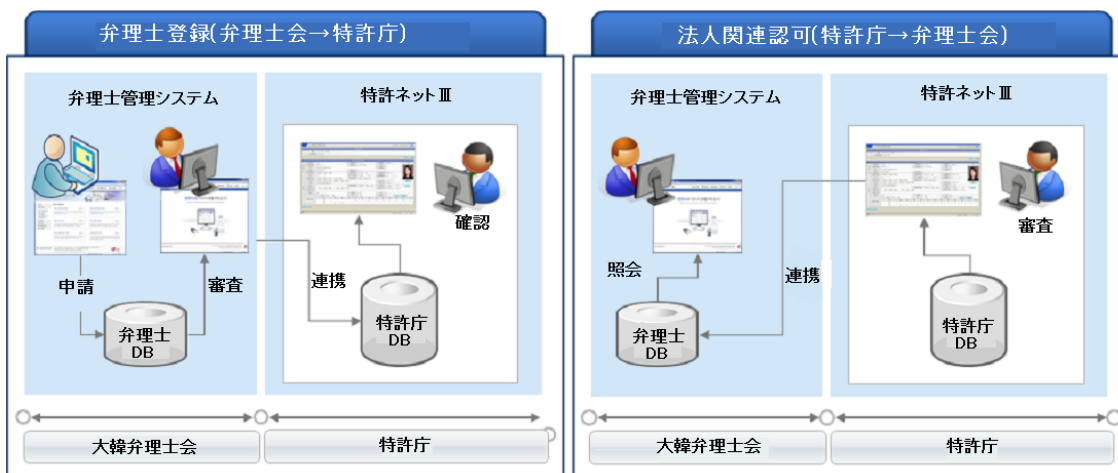 弁理士登録(弁理士会→特許庁)
弁理士管理システム
特許ネットⅢ
確認
申請
審査
連携
弁理士
DB
特許庁
DB
大韓弁理士会
特許庁
法人関連認可(特許庁→弁理士会)
弁理士管理システム
特許ネットⅢ
審査
照会
連携
弁理士
DB
特許庁
DB
大韓弁理士会
特許庁